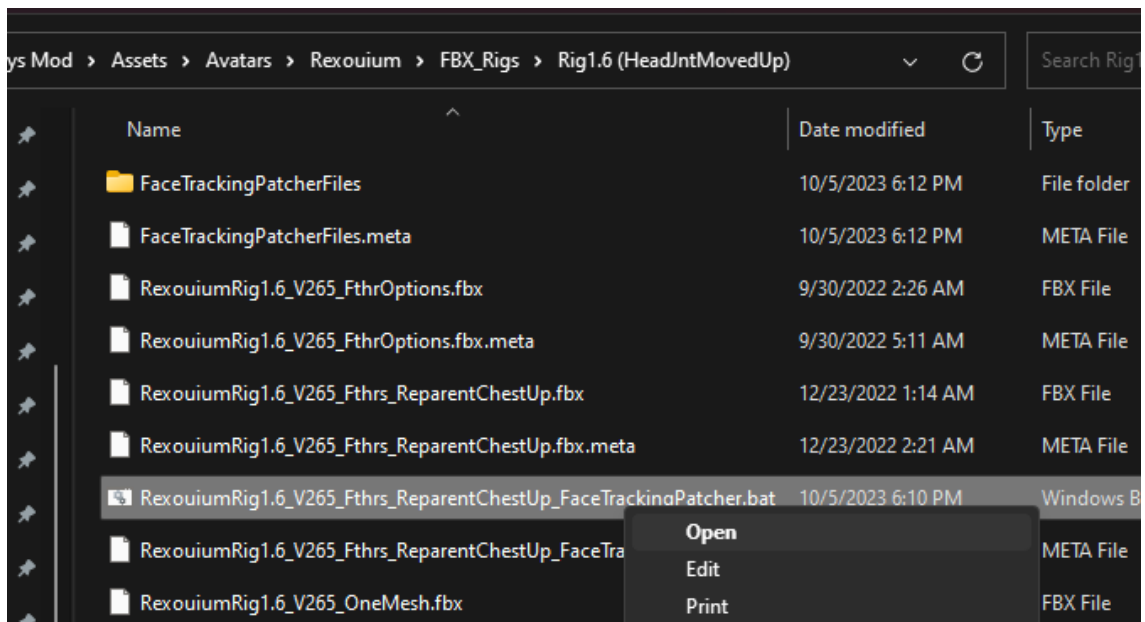 ys Mod > Assets > Avatars > Rexouium > FBX_Rigs > Rig1.6 (HeadJntMovedUp) Search Rig1
Name Date modified Type
FaceTrackingPatcherFiles 10/5/2023 6:12 PM File folder
FaceTrackingPatcherFiles.meta 10/5/2023 6:12 PM META File
RexouiumRig1.6_V265_FthrOptions.fbx 9/30/2022 2:26 AM FBX File
RexouiumRig1.6_V265_FthrOptions.fbx.meta 9/30/2022 5:11 AM META File
RexouiumRig1.6_V265_Fthrs_ReparentChestUp.fbx 12/23/2022 1:14 AM FBX File
RexouiumRig1.6_V265_Fthrs_ReparentChestUp.fbx.meta 12/23/2022 2:21 AM META File
RexouiumRig1.6_V265_Fthrs_ReparentChestUp_FaceTrackingPatcher.bat 10/5/2023 6:10 PM Windows B
Open
RexouiumRig1.6_V265_Fthrs_ReparentChestUp_FaceTra META File
Edit
RexouiumRig1.6_V265_OneMesh.fbx Print FBX File